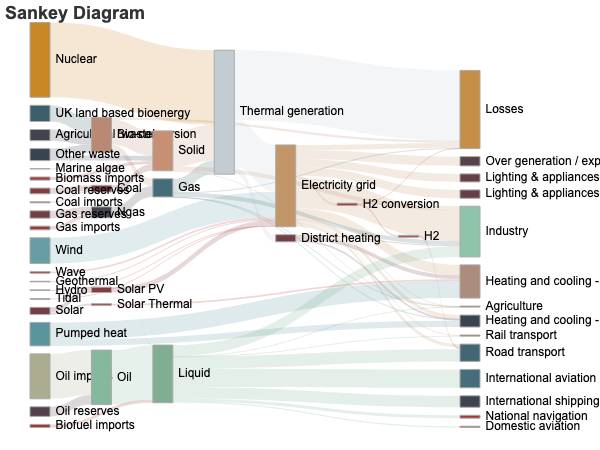 Sankey Diagram
Nuclear
UK land based bioenergy
Agricul
Bio-conversion
Other waste
Marine algae
Biomass imports
Coal reserves
Coal
Coal imports
Gas reserves
Ngas
Gas imports
Wind
Wave
Geothermal
Hydro
Tidal
Solar
Solar PV
Solar Thermal
Pumped heat
Oil imp
Oil
Oil reserves
Biofuel imports
Solid
Gas
Liquid
Thermal generation
Electricity grid
District heating
H2 conversion
H2
Losses
Over generation / exp
Lighting & appliances
Lighting & appliances
Industry
Heating and cooling -
Agriculture
Heating and cooling -
Rail transport
Road transport
International aviation
International shipping
National navigation
Domestic aviation